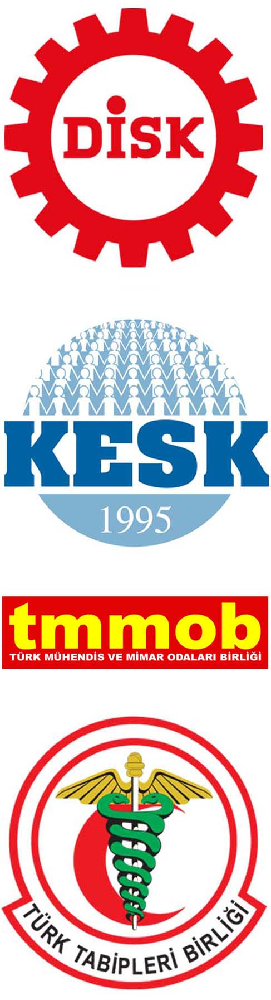 DİSK
KESK
1995
tmmob
TÜRK MÜHENDİS VE MİMAR ODALARI BİRLİĞİ
TÜRK TABİPLERİ BİRLİĞİ